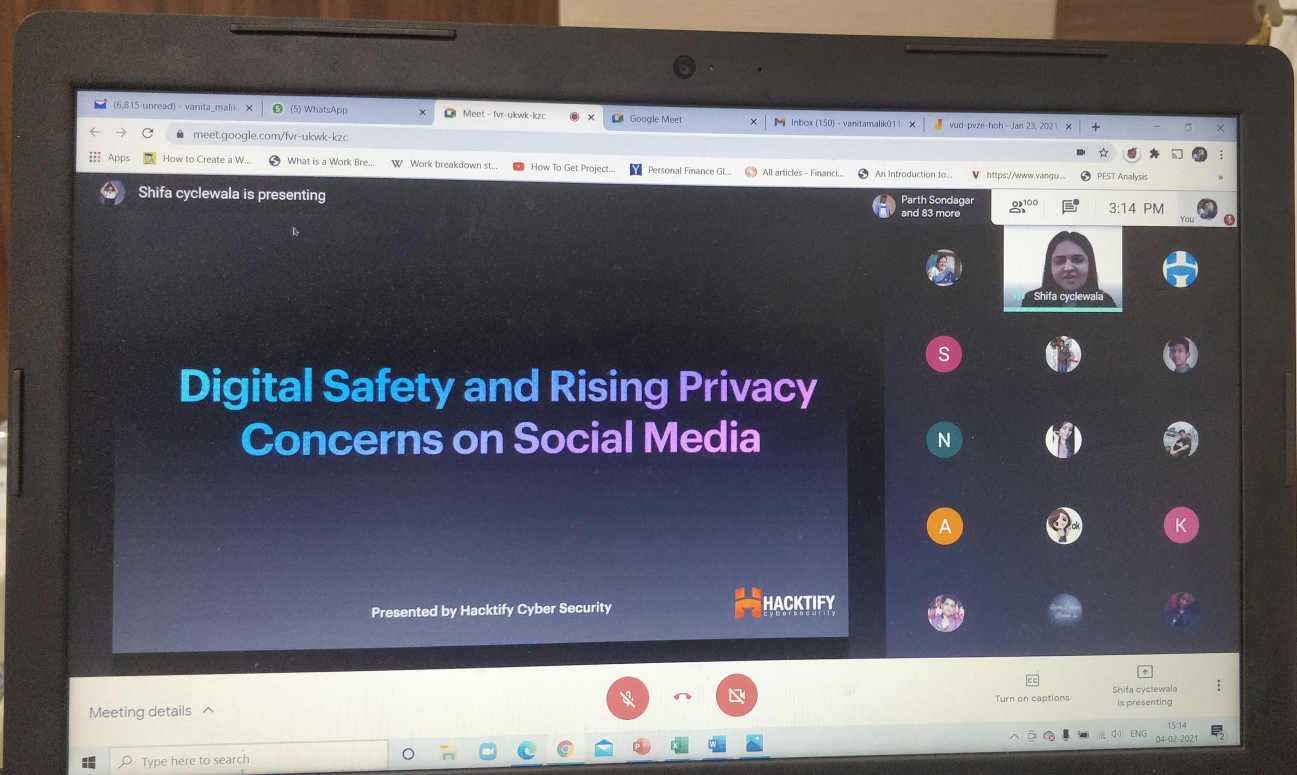 (6,815 unread) - vanita_malik
(5) WhatsApp
Meet - fvr-ukwk-kzc
Google Meet
Inbox (150) - vanitamalik011
vud-pvze-hoh - Jan 23, 2021
meet.google.com/fvr-ukwk-kzc
Apps
How to Create a W...
What is a Work Bre...
Work breakdown st...
How To Get Project...
Personal Finance Gl...
All articles - Financi...
An Introduction to...
https://www.vangu...
PEST Analysis
»
Shifa cyclewala is presenting
Parth Sondagar
and 83 more
100
3:14 PM
You
Shifa cyclewala
S
N
A
ok
K
Digital Safety and Rising Privacy
Concerns on Social Media
Presented by Hacktify Cyber Security
HACKTIFY
cybersecurity
Meeting details
CC
Turn on captions
Shifa cyclewala
is presenting
Type here to search
ENG
15:14
04-02-2021
2